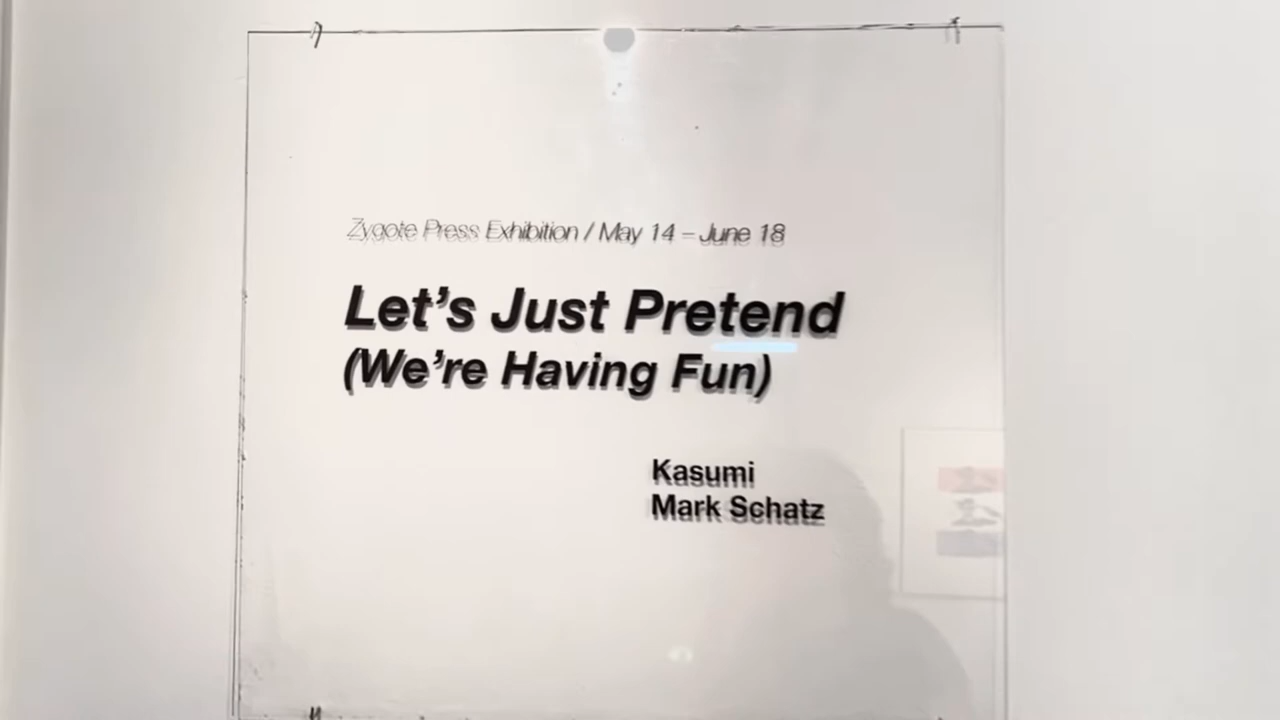 Zygote Press Exhibition / May 14 – June 18
Let’s Just Pretend
(We’re Having Fun)
Kasumi
Mark Schatz